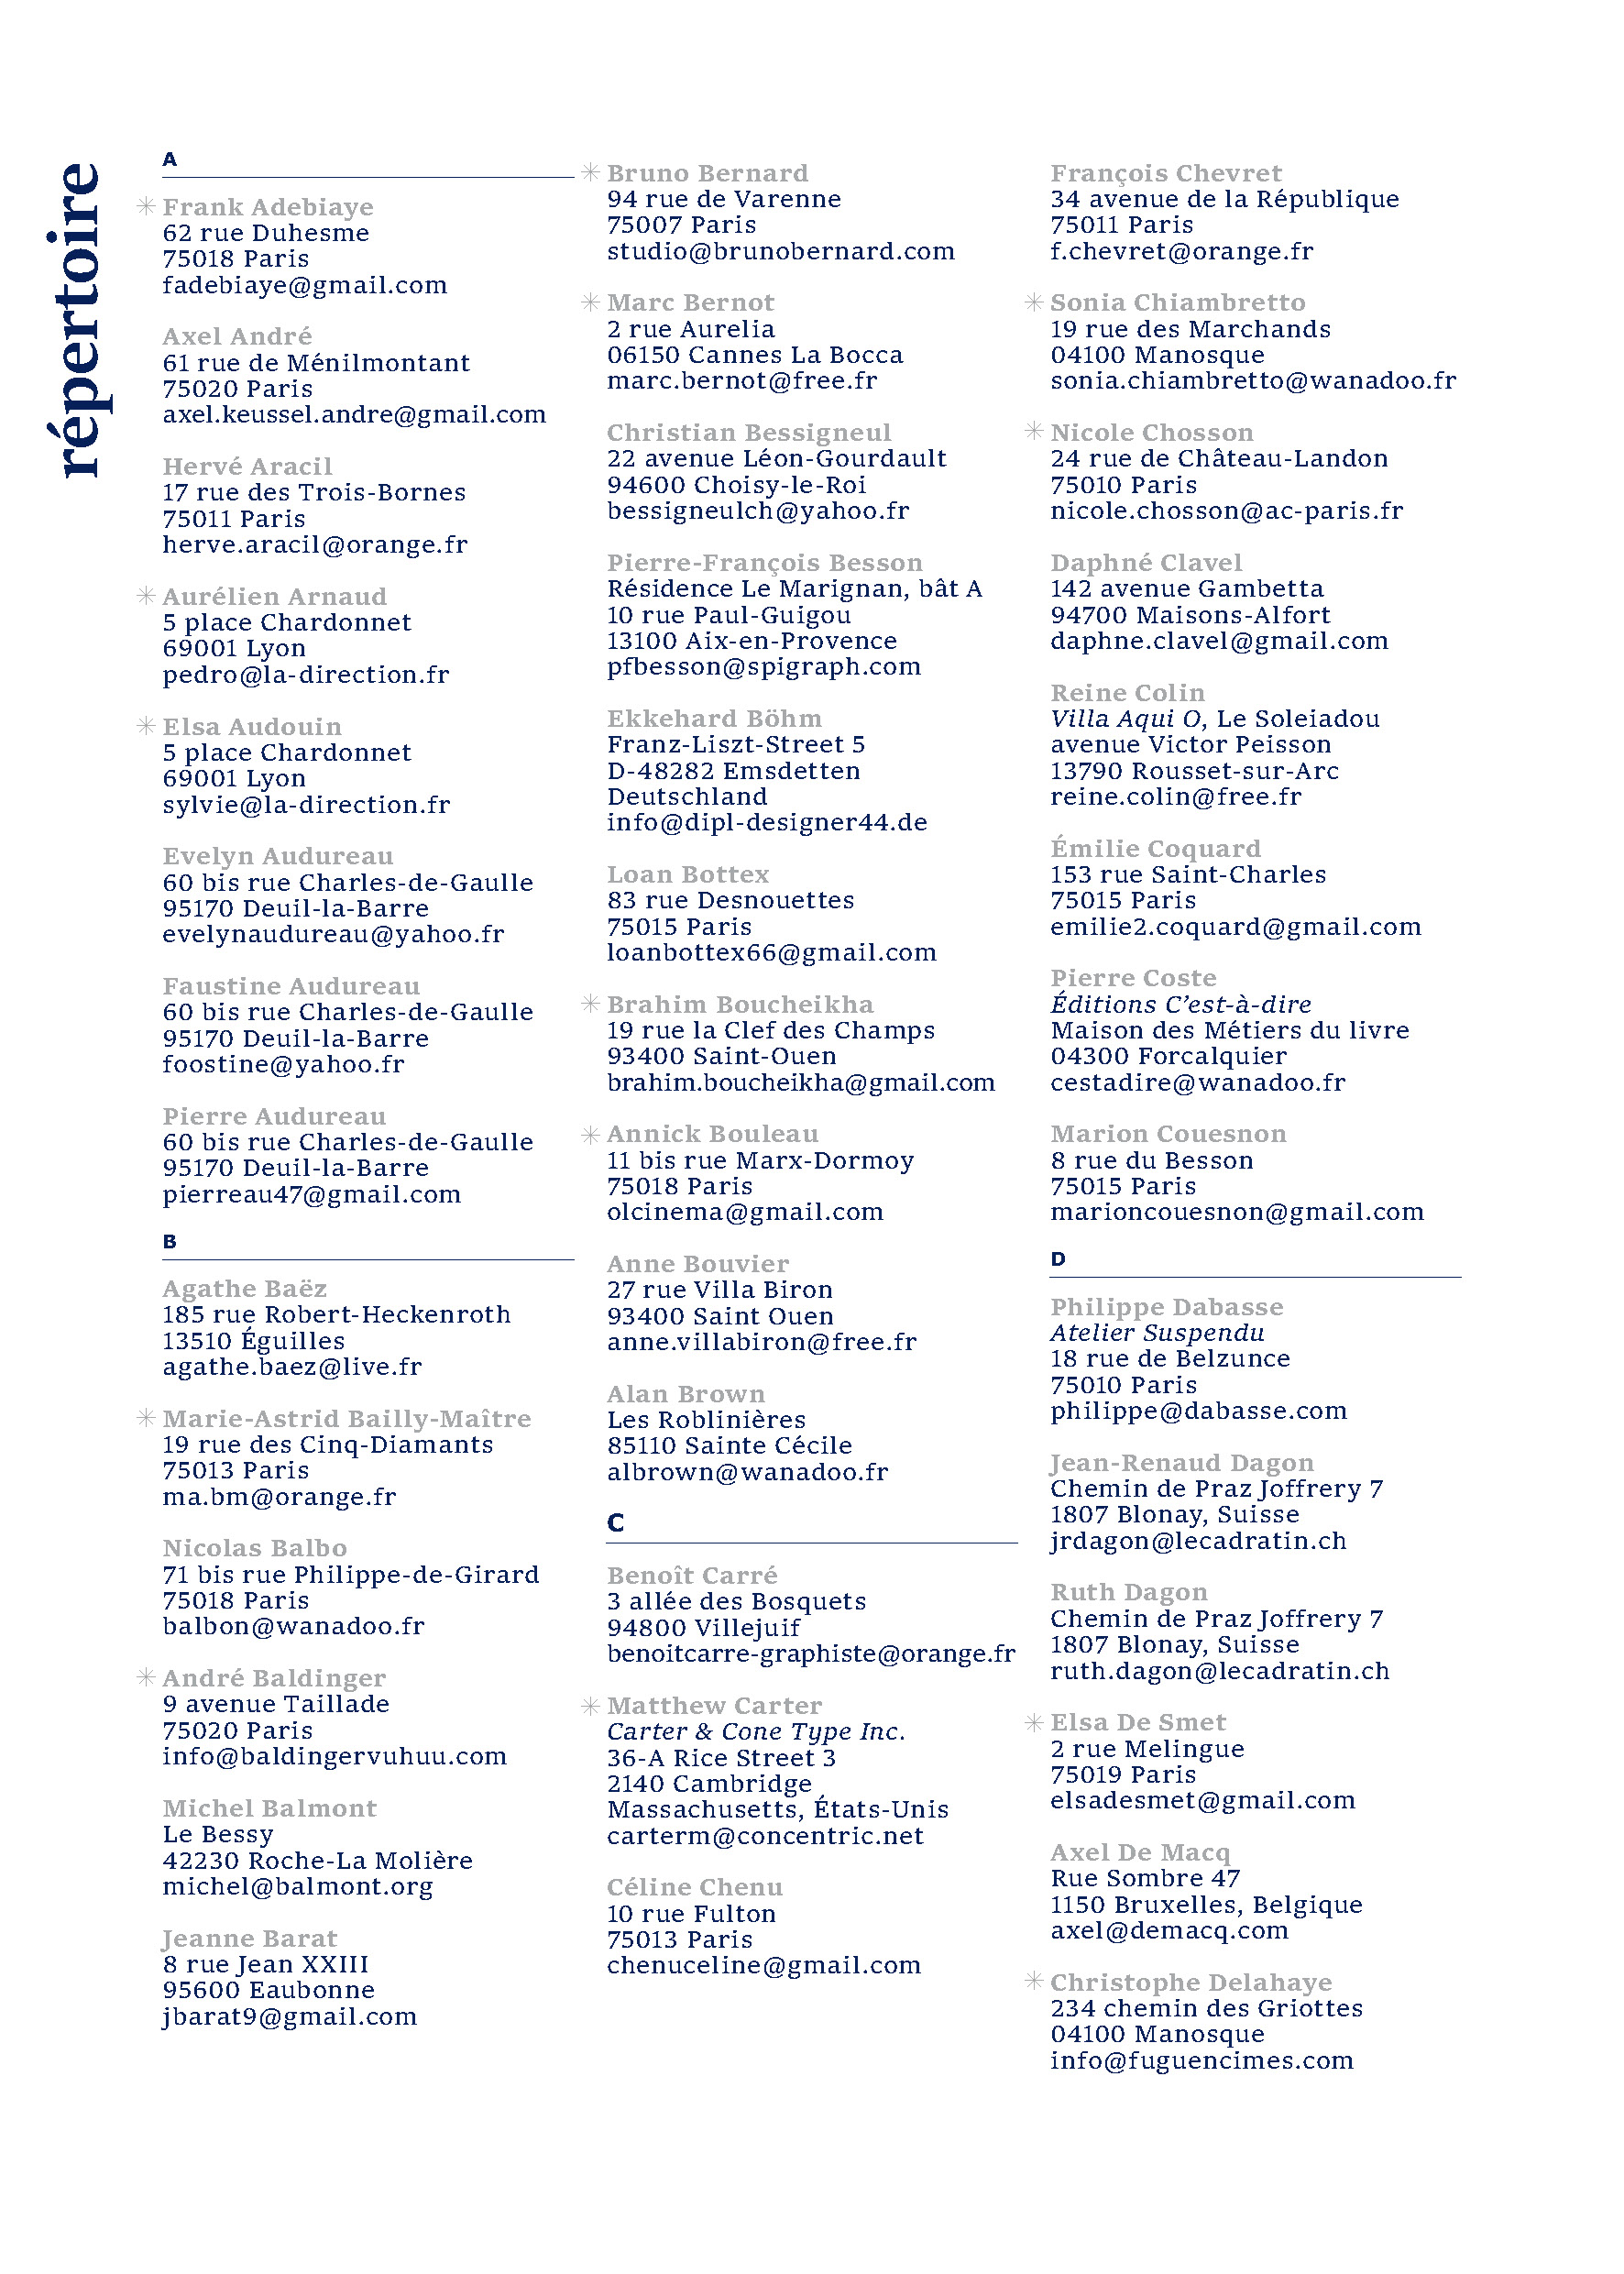 répertoire
A
✳ Frank Adebiaye
62 rue Duhesme
75018 Paris
fadebiaye@gmail.com
Axel André
61 rue de Ménilmontant
75020 Paris
axel.keussel.andre@gmail.com
Hervé Aracil
17 rue des Trois-Bornes
75011 Paris
herve.aracil@orange.fr
✳ Aurélien Arnaud
5 place Chardonnet
69001 Lyon
pedro@la-direction.fr
✳ Elsa Audouin
5 place Chardonnet
69001 Lyon
sylvie@la-direction.fr
Evelyn Audureau
60 bis rue Charles-de-Gaulle
95170 Deuil-la-Barre
evelynaudureau@yahoo.fr
Faustine Audureau
60 bis rue Charles-de-Gaulle
95170 Deuil-la-Barre
foostine@yahoo.fr
Pierre Audureau
60 bis rue Charles-de-Gaulle
95170 Deuil-la-Barre
pierreau47@gmail.com
B
Agathe Baëz
185 rue Robert-Heckenroth
13510 Éguilles
agathe.baez@live.fr
✳ Marie-Astrid Bailly-Maître
19 rue des Cinq-Diamants
75013 Paris
ma.bm@orange.fr
Nicolas Balbo
71 bis rue Philippe-de-Girard
75018 Paris
balbon@wanadoo.fr
✳ André Baldinger
9 avenue Taillade
75020 Paris
info@baldingervuhuu.com
Michel Balmont
Le Bessy
42230 Roche-La Molière
michel@balmont.org
Jeanne Barat
8 rue Jean XXIII
95600 Eaubonne
jbarat9@gmail.com
✳ Bruno Bernard
94 rue de Varenne
75007 Paris
studio@brunobernard.com
✳ Marc Bernot
2 rue Aurelia
06150 Cannes La Bocca
marc.bernot@free.fr
Christian Bessigneul
22 avenue Léon-Gourdault
94600 Choisy-le-Roi
bessigneulch@yahoo.fr
Pierre-François Besson
Résidence Le Marignan, bât A
10 rue Paul-Guigou
13100 Aix-en-Provence
pfbesson@spigraph.com
Ekkehard Böhm
Franz-Liszt-Street 5
D-48282 Emsdetten
Deutschland
info@dipl-designer44.de
Loan Bottex
83 rue Desnouettes
75015 Paris
loanbottex66@gmail.com
✳ Brahim Boucheikha
19 rue la Clef des Champs
93400 Saint-Ouen
brahim.boucheikha@gmail.com
✳ Annick Bouleau
11 bis rue Marx-Dormoy
75018 Paris
olcinema@gmail.com
Anne Bouvier
27 rue Villa Biron
93400 Saint Ouen
anne.villabiron@free.fr
Alan Brown
Les Roblinières
85110 Sainte Cécile
albrown@wanadoo.fr
C
Benoît Carré
3 allée des Bosquets
94800 Villejuif
benoitcarre-graphiste@orange.fr
✳ Matthew Carter
Carter & Cone Type Inc.
36-A Rice Street 3
2140 Cambridge
Massachusetts, États-Unis
carterm@concentric.net
Céline Chenu
10 rue Fulton
75013 Paris
chenuceline@gmail.com
François Chevret
34 avenue de la République
75011 Paris
f.chevret@orange.fr
✳ Sonia Chiambretto
19 rue des Marchands
04100 Manosque
sonia.chiambretto@wanadoo.fr
✳ Nicole Chosson
24 rue de Château-Landon
75010 Paris
nicole.chosson@ac-paris.fr
Daphné Clavel
142 avenue Gambetta
94700 Maisons-Alfort
daphne.clavel@gmail.com
Reine Colin
Villa Aqui O, Le Soleiadou
avenue Victor Peisson
13790 Rousset-sur-Arc
reine.colin@free.fr
Émilie Coquard
153 rue Saint-Charles
75015 Paris
emilie2.coquard@gmail.com
Pierre Coste
Éditions C’est-à-dire
Maison des Métiers du livre
04300 Forcalquier
cestadire@wanadoo.fr
Marion Couesnon
8 rue du Besson
75015 Paris
marioncouesnon@gmail.com
D
Philippe Dabasse
Atelier Suspendu
18 rue de Belzunce
75010 Paris
philippe@dabasse.com
Jean-Renaud Dagon
Chemin de Praz Joffrery 7
1807 Blonay, Suisse
jrdagon@lecadratin.ch
Ruth Dagon
Chemin de Praz Joffrery 7
1807 Blonay, Suisse
ruth.dagon@lecadratin.ch
✳ Elsa De Smet
2 rue Melingue
75019 Paris
elsadesmet@gmail.com
Axel De Macq
Rue Sombre 47
1150 Bruxelles, Belgique
axel@demacq.com
✳ Christophe Delahaye
234 chemin des Griottes
04100 Manosque
info@fuguencimes.com